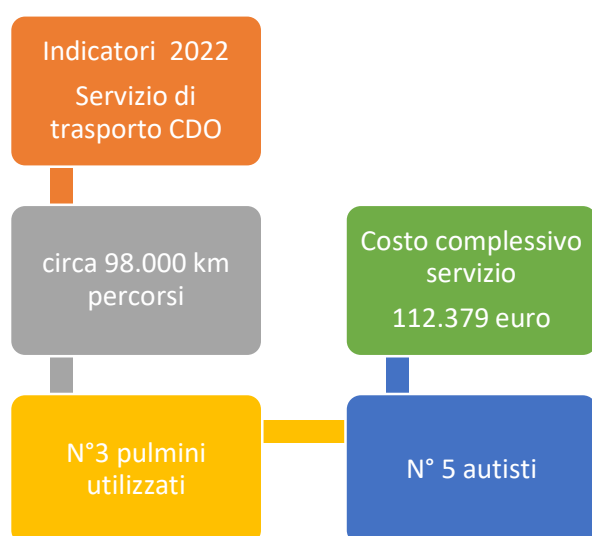 Indicatori 2022
Servizio di
trasporto CDO
circa 98.000 km
percorsi
N°3 pulmini
utilizzati
N° 5 autisti
Costo complessivo
servizio
112.379 euro